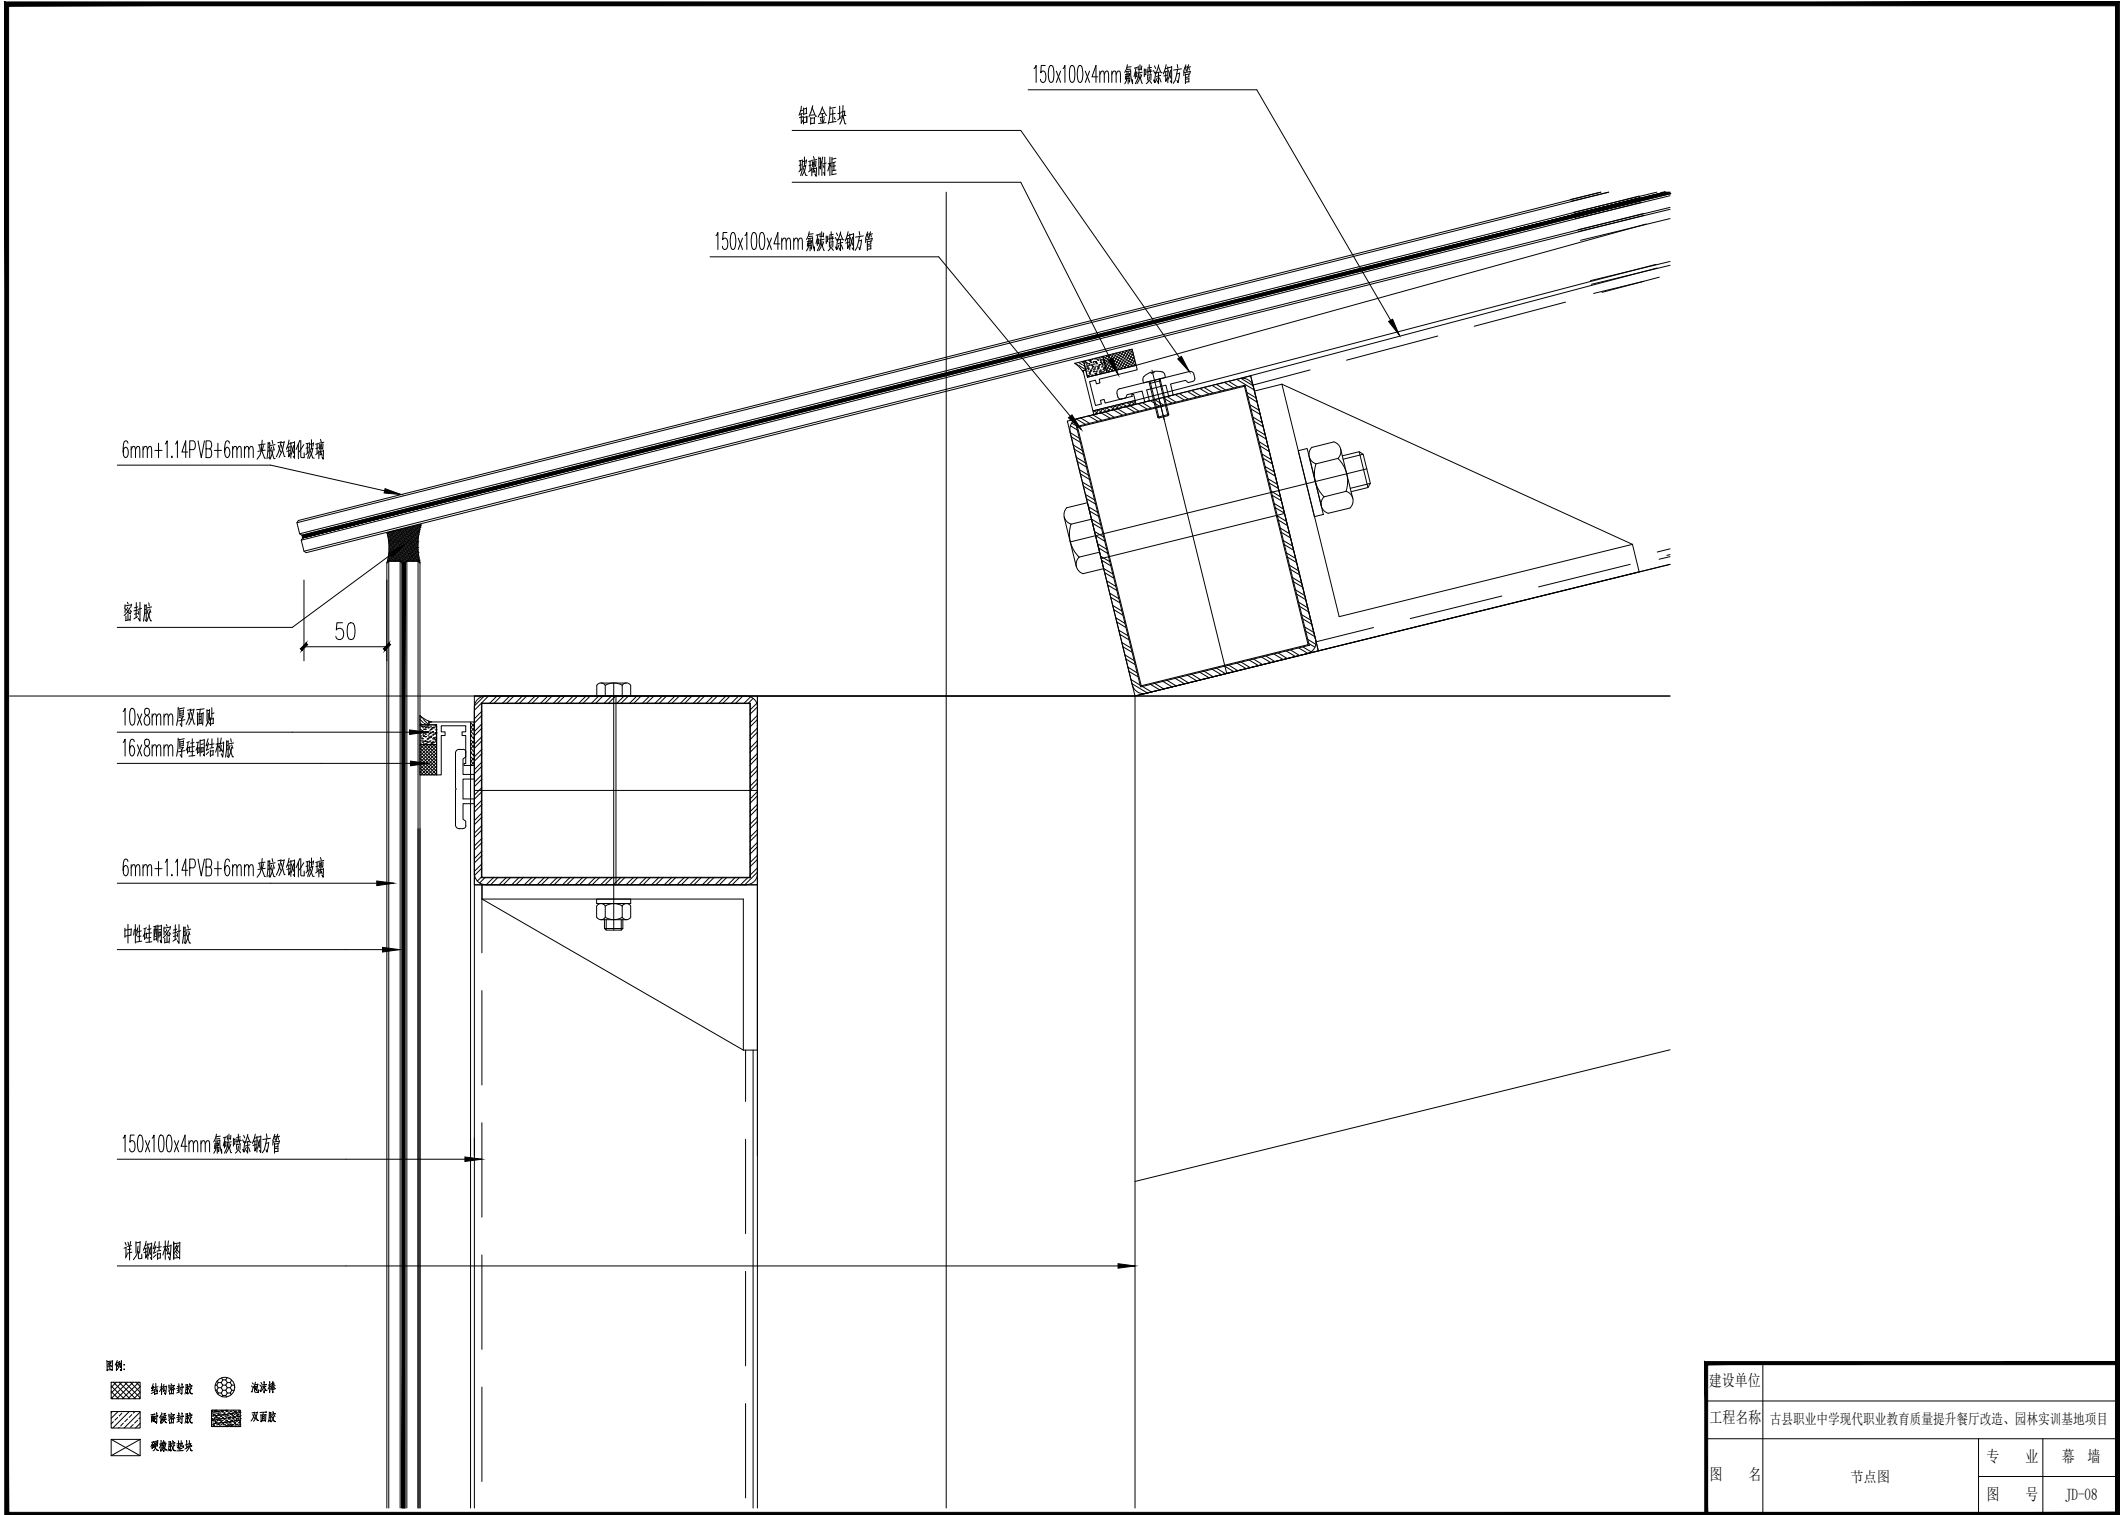 150x100x4mm氟碳喷涂钢方管
铝合金压块
玻璃附框
150x100x4mm氟碳喷涂钢方管
6mm+1.14PVB+6mm夹胶双钢化玻璃
密封胶
50
10x8mm厚双面贴
16x8mm厚硅硐结构胶
6mm+1.14PVB+6mm夹胶双钢化玻璃
中性硅酮密封胶
150x100x4mm氟碳喷涂钢方管
详见钢结构图
图例:
结构密封胶 泡沫棒
耐候密封胶 双面胶
硬橡胶垫块
建设单位
工程名称 古县职业中学现代职业教育质量提升餐厅改造、园林实训基地项目
图 名 节点图
专 业 幕 墙
图 号 JD-08